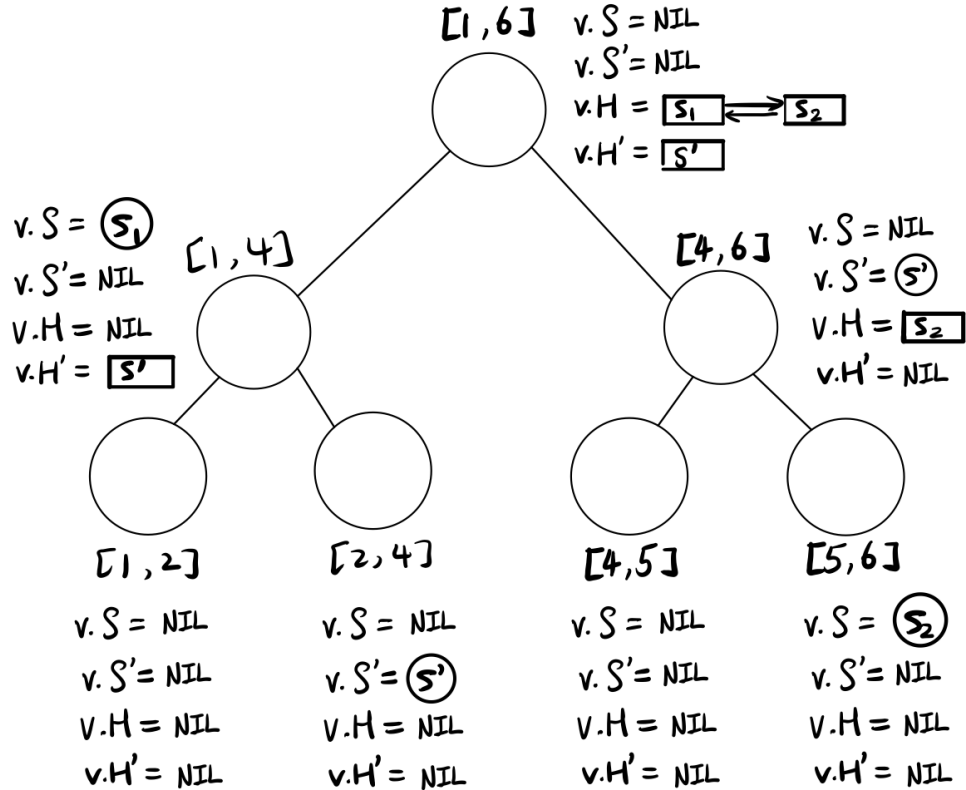 [1,6]
v.S = NIL
v.S' = NIL
v.H = S₁ S₂
v.H' = S'
v.S = S₁
v.S' = NIL
v.H = NIL
v.H' = S'
[1,4]
[4,6]
v.S = NIL
v.S' = S'
v.H = S₂
v.H' = NIL
[1,2]
v.S = NIL
v.S' = NIL
v.H = NIL
v.H' = NIL
[2,4]
v.S = NIL
v.S' = S'
v.H = NIL
v.H' = NIL
[4,5]
v.S = NIL
v.S' = NIL
v.H = NIL
v.H' = NIL
[5,6]
v.S = S₂
v.S' = NIL
v.H = NIL
v.H' = NIL